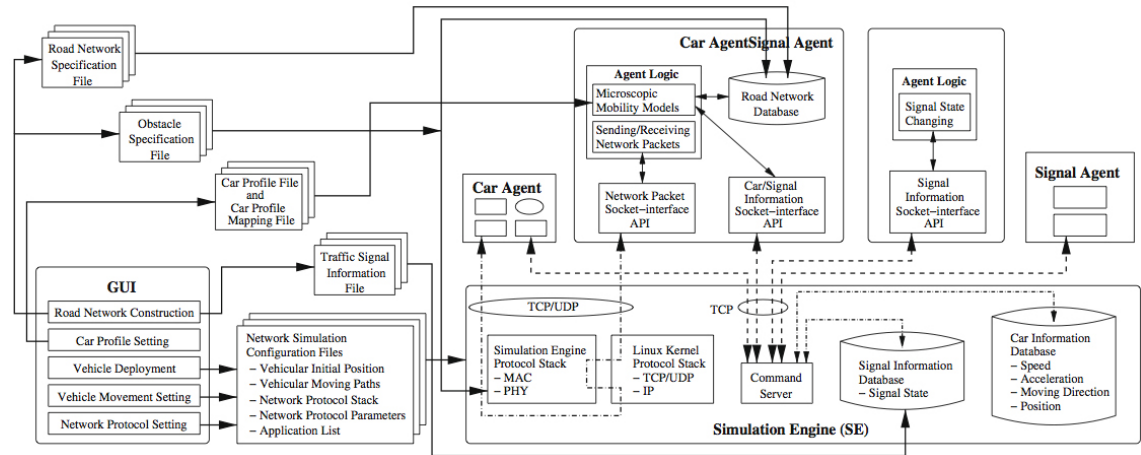 Road Network
Specification
File
Obstacle
Specification
File
Car Profile File
and
Car Profile
Mapping File
Traffic Signal
Information
File
GUI
Road Network Construction
Car Profile Setting
Vehicle Deployment
Vehicle Movement Setting
Network Protocol Setting
Network Simulation
Configuration Files
– Vehicular Initial Position
– Vehicular Moving Paths
– Network Protocol Stack
– Network Protocol Parameters
– Application List
Car AgentSignal Agent
Agent Logic
Microscopic
Mobility Models
Sending/Receiving
Network Packets
Road Network
Database
Network Packet
Socket–interface
API
Car/Signal
Information
Socket–interface
API
Car Agent
Agent Logic
Signal State
Changing
Signal
Information
Socket–interface
API
Signal Agent
TCP/UDP
TCP
Simulation Engine
Protocol Stack
– MAC
– PHY
Linux Kernel
Protocol Stack
– TCP/UDP
– IP
Command
Server
Signal Information
Database
– Signal State
Car Information
Database
– Speed
– Acceleration
– Moving Direction
– Position
Simulation Engine (SE)